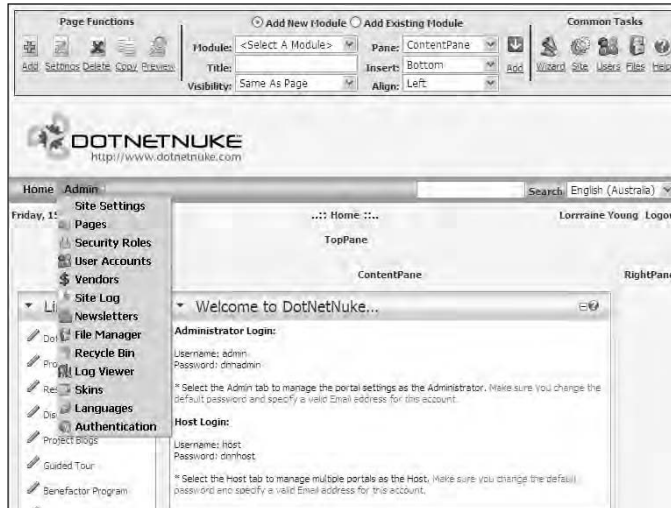 Page Functions
Add New Module Add Existing Module
Common Tasks
Module: <Select A Module> Pane: ContentPane
Title: Insert: Bottom
Visibility: Same As Page Align: Left
Add Settings Delete Copy Preview
Add
Wizard Site Users Files Help
DOTNETNUKE
http://www.dotnetnuke.com
Home Admin
Search English (Australia)
Friday, 15
..:: Home ::..
Lorrraine Young Logou
TopPane
ContentPane
RightPane
Site Settings
Pages
Security Roles
User Accounts
Vendors
Site Log
Newsletters
File Manager
Recycle Bin
Log Viewer
Skins
Languages
Authentication
Li
Dot
Pro
Res
Dis
Project Blogs
Guided Tour
Benefactor Program
Welcome to DotNetNuke...
Administrator Login:
Username: admin
Password: dnnadmin
* Select the Admin tab to manage the portal settings as the Administrator. Make sure you change the
default password and specify a valid Email address for this account.
Host Login:
Username: host
Password: dnnhost
* Select the Host tab to manage multiple portals as the Host. Make sure you change the default
password and specify a valid Email address for this account.